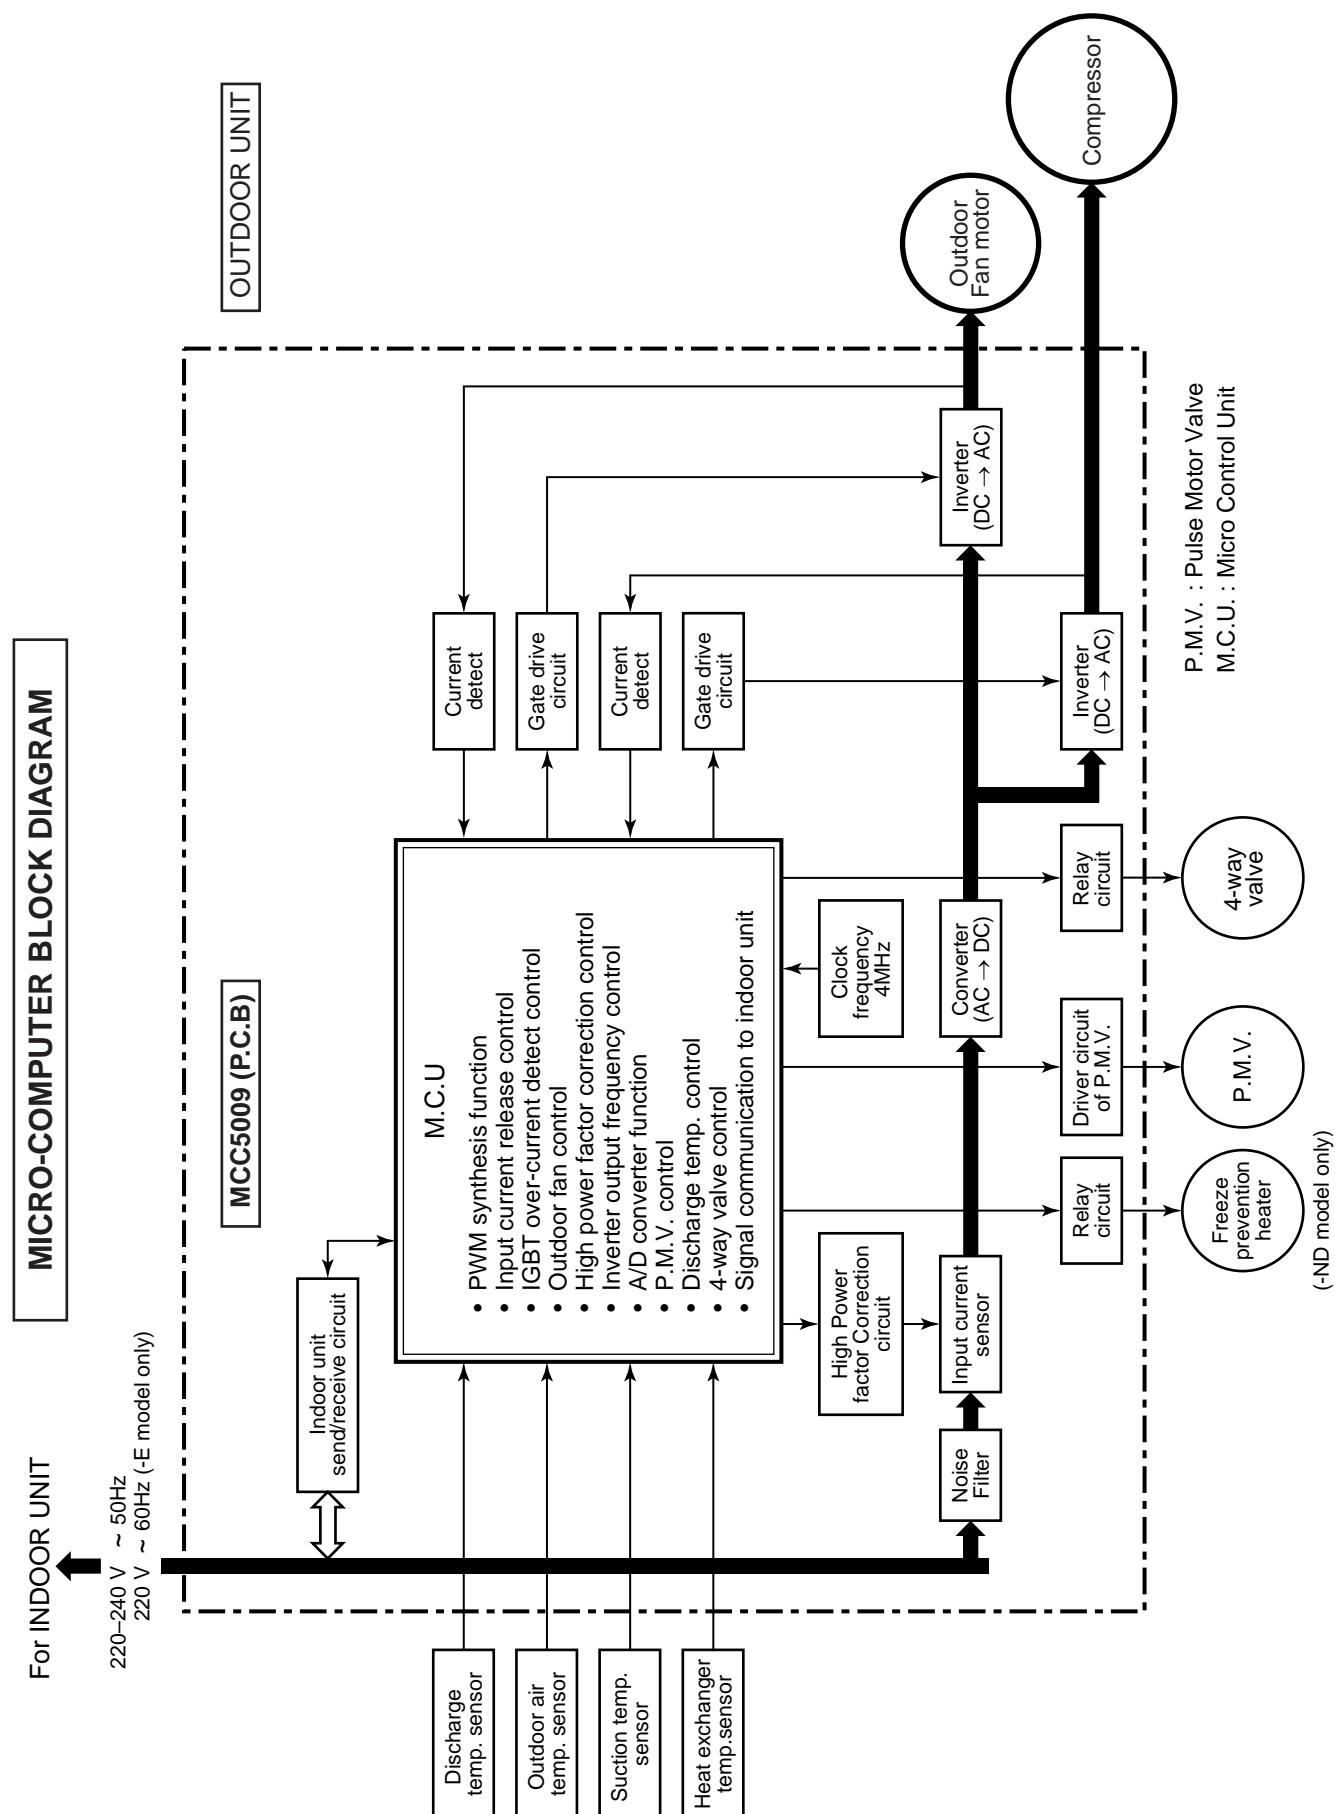 MICRO-COMPUTER BLOCK DIAGRAM
For INDOOR UNIT
220–240 V ~ 50Hz
220 V ~ 60Hz (-E model only)
MCC5009 (P.C.B)
OUTDOOR UNIT
Indoor unit
send/receive circuit
Discharge
temp. sensor
Outdoor air
temp. sensor
Suction temp.
sensor
Heat exchanger
temp.sensor
M.C.U
• PWM synthesis function
• Input current release control
• IGBT over-current detect control
• Outdoor fan control
• High power factor correction control
• Inverter output frequency control
• A/D converter function
• P.M.V. control
• Discharge temp. control
• 4-way valve control
• Signal communication to indoor unit
Current
detect
Gate drive
circuit
Current
detect
Gate drive
circuit
High Power
factor Correction
circuit
Clock
frequency
4MHz
Noise
Filter
Input current
sensor
Converter
(AC → DC)
Inverter
(DC → AC)
Outdoor
Fan motor
Relay
circuit
Driver circuit
of P.M.V.
Relay
circuit
Inverter
(DC → AC)
Compressor
Freeze
prevention
heater
P.M.V.
4-way
valve
(-ND model only)
P.M.V. : Pulse Motor Valve
M.C.U. : Micro Control Unit